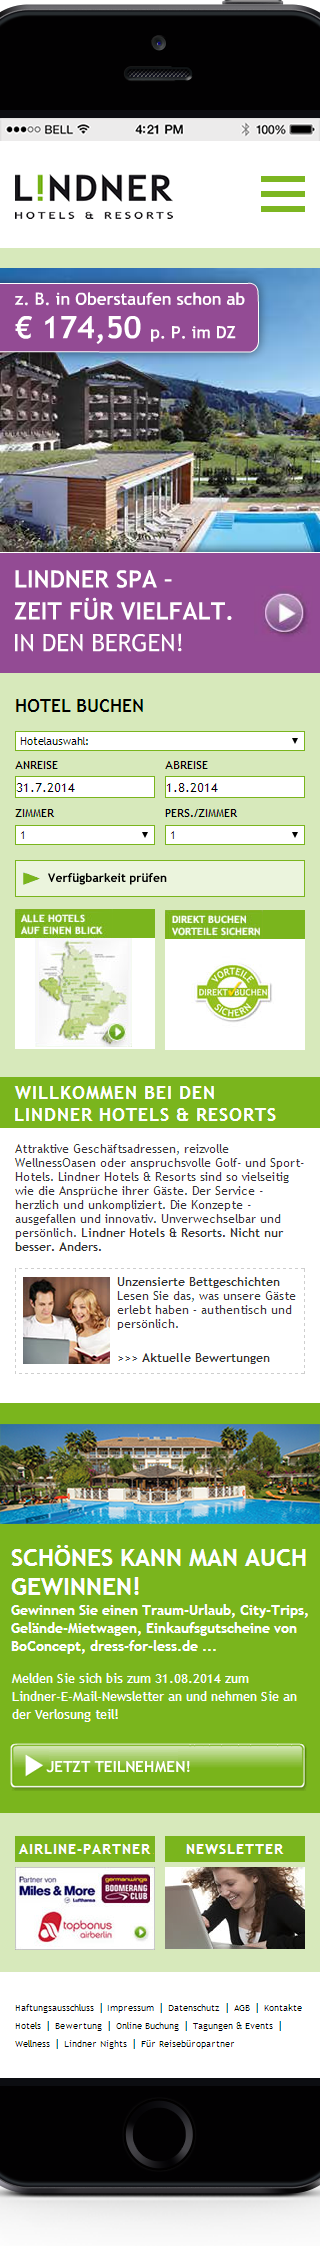 BELL 4:21 PM 100%
L!NDNER
HOTELS & RESORTS
z. B. in Oberstaufen schon ab
€ 174,50 p. P. im DZ
LINDNER SPA –
ZEIT FÜR VIELFALT.
IN DEN BERGEN!
HOTEL BUCHEN
Hotelauswahl:
ANREISE ABREISE
31.7.2014 1.8.2014
ZIMMER PERS./ZIMMER
1 1
Verfügbarkeit prüfen
ALLE HOTELS
AUF EINEN BLICK
DIREKT BUCHEN
VORTEILE SICHERN
VORTEILE
DIREKT BUCHEN
SICHERN
WILLKOMMEN BEI DEN
LINDNER HOTELS & RESORTS
Attraktive Geschäftsadressen, reizvolle
WellnessOasen oder anspruchsvolle Golf- und Sport-
Hotels. Lindner Hotels & Resorts sind so vielseitig
wie die Ansprüche ihrer Gäste. Der Service -
herzlich und unkompliziert. Die Konzepte -
ausgefallen und innovativ. Unverwechselbar und
persönlich. Lindner Hotels & Resorts. Nicht nur
besser. Anders.
Unzensierte Bettgeschichten
Lesen Sie das, was unsere Gäste
erlebt haben - authentisch und
persönlich.
>>> Aktuelle Bewertungen
SCHÖNES KANN MAN AUCH
GEWINNEN!
Gewinnen Sie einen Traum-Urlaub, City-Trips,
Gelände-Mietwagen, Einkaufsgutscheine von
BoConcept, dress-for-less.de ...
Melden Sie sich bis zum 31.08.2014 zum
Lindner-E-Mail-Newsletter an und nehmen Sie an
der Verlosung teil!
JETZT TEILNEHMEN!
AIRLINE-PARTNER NEWSLETTER
Partner von
Miles & More
Lufthansa
germanwings
BOOMERANG
CLUB
topbonus
airberlin
Haftungsausschluss | Impressum | Datenschutz | AGB | Kontakte
Hotels | Bewertung | Online Buchung | Tagungen & Events |
Wellness | Lindner Nights | Für Reisebüropartner